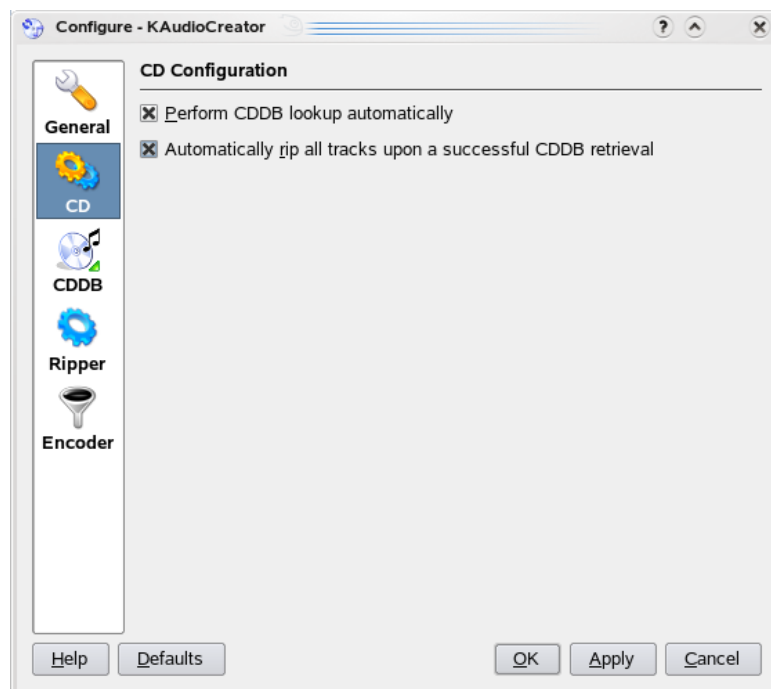 Configure - KAudioCreator
General
CD
CDDB
Ripper
Encoder
CD Configuration
Perform CDDB lookup automatically
Automatically rip all tracks upon a successful CDDB retrieval
Help Defaults OK Apply Cancel